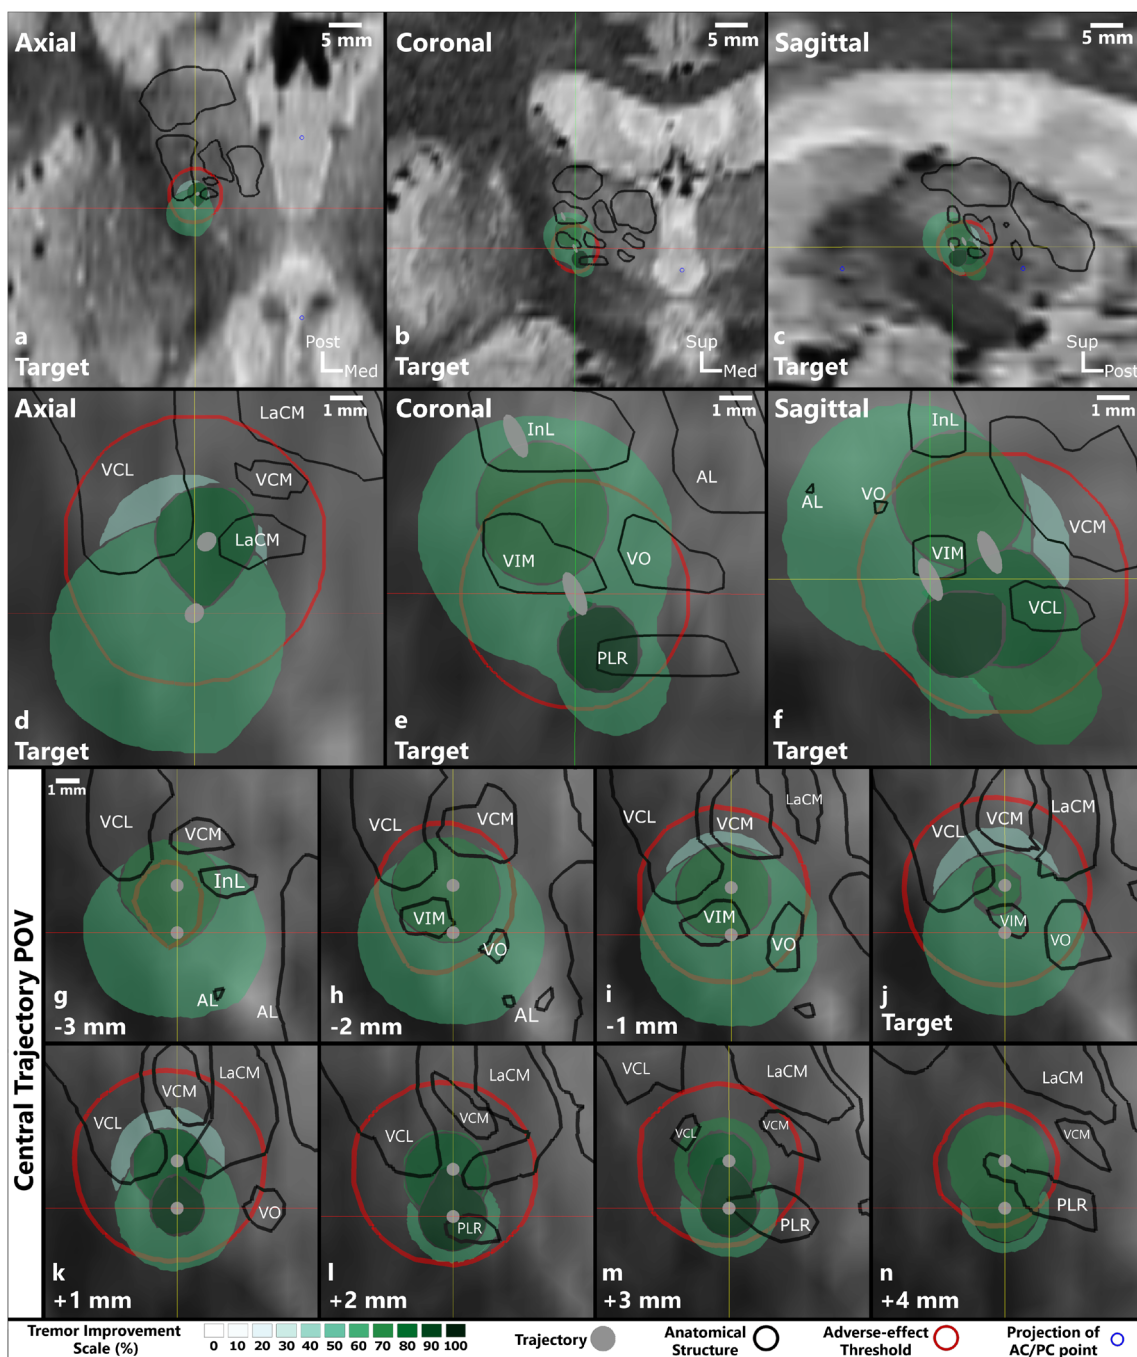 Axial
5 mm
Coronal
5 mm
Sagittal
5 mm
a
Target
Post
Med
b
Target
Sup
Med
c
Target
Sup
Post
Axial
1 mm
LaCM
VCL
VCM
LaCM
d
Target
Coronal
1 mm
InL
AL
VIM
VO
PLR
e
Target
Sagittal
1 mm
InL
AL
VO
VCM
VIM
VCL
f
Target
Central Trajectory POV
1 mm
VCL
VCM
InL
AL
AL
g
-3 mm
VCL
VCM
VIM
VO
AL
h
-2 mm
LaCM
VCL
VCM
VIM
VO
i
-1 mm
LaCM
VCL
VCM
VIM
VO
j
Target
LaCM
VCM
VCL
VO
k
+1 mm
LaCM
VCM
VCL
PLR
l
+2 mm
VCL
LaCM
VCL
VCM
PLR
m
+3 mm
LaCM
VCM
PLR
n
+4 mm
Tremor Improvement
Scale (%)
0 10 20 30 40 50 60 70 80 90 100
Trajectory
Anatomical
Structure
Adverse-effect
Threshold
Projection of
AC/PC point